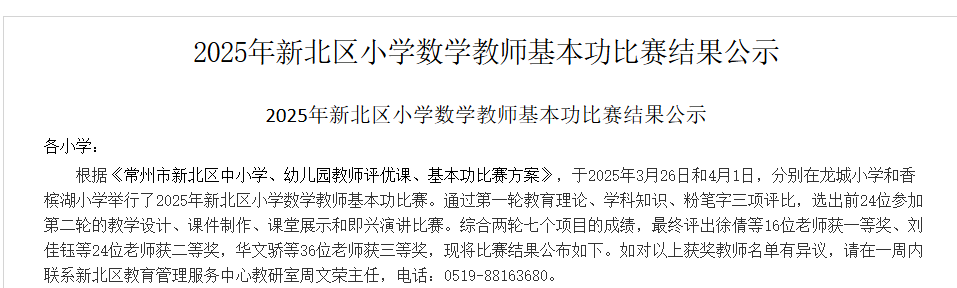 2025年新北区小学数学教师基本功比赛结果公示
2025年新北区小学数学教师基本功比赛结果公示
各小学：
根据《常州市新北区中小学、幼儿园教师评优课、基本功比赛方案》，于2025年3月26日和4月1日，分别在龙城小学和香
槟湖小学举行了2025年新北区小学数学教师基本功比赛。通过第一轮教育理论、学科知识、粉笔字三项评比，选出前24位参加
第二轮的教学设计、课件制作、课堂展示和即兴演讲比赛。综合两轮七个项目的成绩，最终评出徐倩等16位老师获一等奖、刘
佳钰等24位老师获二等奖，华文骄等36位老师获三等奖，现将比赛结果公布如下。如对以上获奖教师名单有异议，请在一周内
联系新北区教育管理服务中心教研室周文荣主任，电话：0519-88163680。